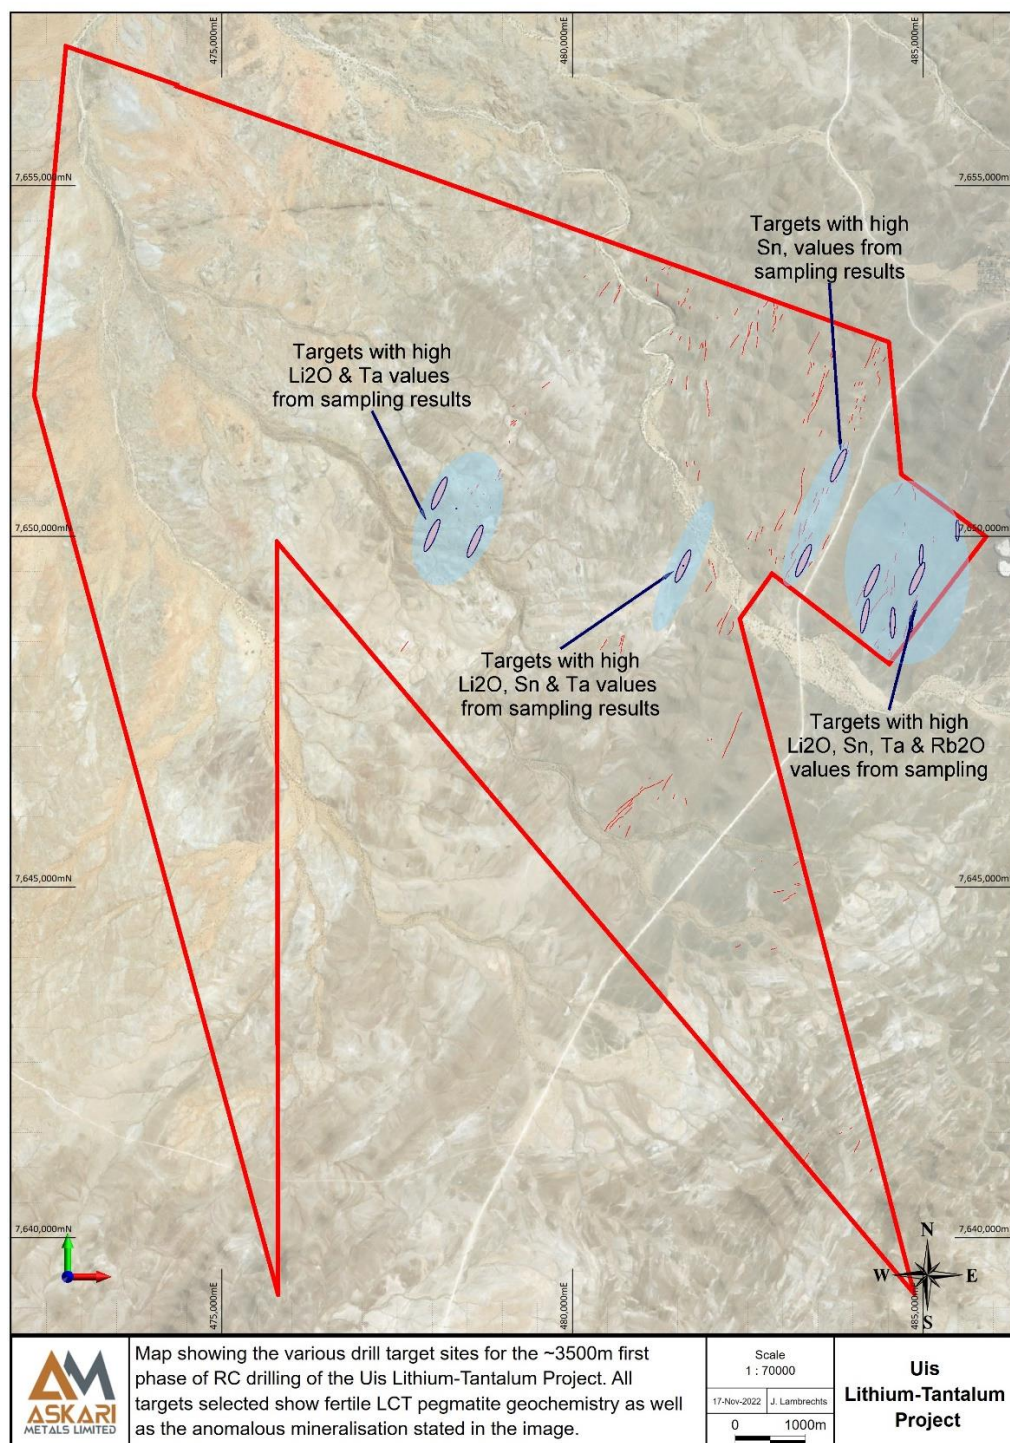 475,000mE
480,000mE
485,000mE
7,655,000mN
7,655,000m
Targets with high
Sn, values from
sampling results
Targets with high
Li2O & Ta values
from sampling results
7,650,000mN
7,650,000m
Targets with high
Li2O, Sn & Ta values
from sampling results
Targets with high
Li2O, Sn, Ta & Rb2O
values from sampling
7,645,000mN
7,645,000m
7,640,000mN
7,640,000m
N
W
E
S
475,000mE
480,000mE
485,000mE
AM
ASKARI
METALS LIMITED
Map showing the various drill target sites for the ~3500m first
phase of RC drilling of the Uis Lithium-Tantalum Project. All
targets selected show fertile LCT pegmatite geochemistry as well
as the anomalous mineralisation stated in the image.
Scale
1 : 70000
17-Nov-2022
J. Lambrechts
0 1000m
Uis
Lithium-Tantalum
Project